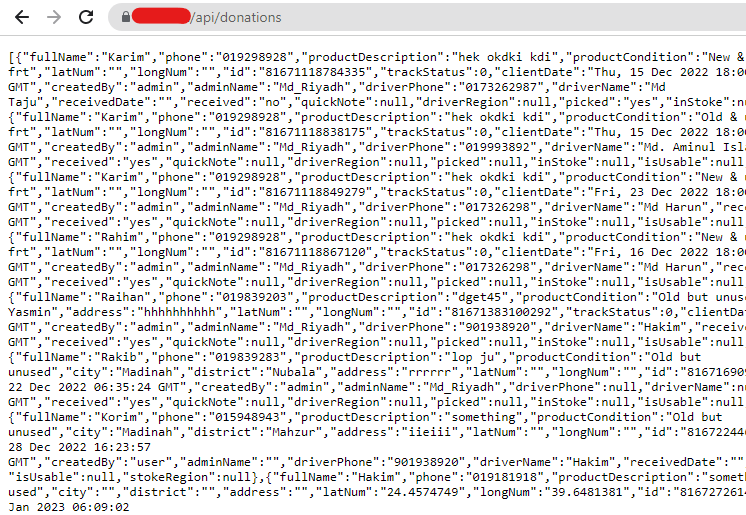 /api/donations
[{"fullName":"Karim","phone":"019298928","productDescription":"hek okdki kdi","productCondition":"New &
frt","latNum":"","longNum":"","id":"81671118784335","trackStatus":0,"clientDate":"Thu, 15 Dec 2022 18:0
GMT","createdBy":"admin","adminName":"Md_Riyadh","driverPhone":"0173262987","driverName":"Md
Taju","receivedDate":"","received":"no","quickNote":null,"driverRegion":null,"picked":"yes","inStoke":n
{"fullName":"Karim","phone":"019298928","productDescription":"hek okdki kdi","productCondition":"Old &
frt","latNum":"","longNum":"","id":"81671118838175","trackStatus":0,"clientDate":"Thu, 15 Dec 2022 18:0
GMT","createdBy":"admin","adminName":"Md_Riyadh","driverPhone":"019993892","driverName":"Md. Aminul Isl
GMT","received":"yes","quickNote":null,"driverRegion":null,"picked":null,"inStoke":null,"isUsable":null
{"fullName":"Karim","phone":"019298928","productDescription":"hek okdki kdi","productCondition":"New &
frt","latNum":"","longNum":"","id":"81671118849279","trackStatus":0,"clientDate":"Fri, 23 Dec 2022 18:0
GMT","createdBy":"admin","adminName":"Md_Riyadh","driverPhone":"017326298","driverName":"Md Harun","rec
GMT","received":"yes","quickNote":null,"driverRegion":null,"picked":null,"inStoke":null,"isUsable":null
{"fullName":"Rahim","phone":"019298928","productDescription":"hek okdki kdi","productCondition":"New &
frt","latNum":"","longNum":"","id":"81671118867120","trackStatus":0,"clientDate":"Fri, 16 Dec 2022 18:0
GMT","createdBy":"admin","adminName":"Md_Riyadh","driverPhone":"017326298","driverName":"Md Harun","rec
GMT","received":"yes","quickNote":null,"driverRegion":null,"picked":null,"inStoke":null,"isUsable":null
{"fullName":"Raihan","phone":"019839203","productDescription":"dget45","productCondition":"Old but unus
Yasmin","address":"hhhhhhhhhh","latNum":"","longNum":"","id":"81671383100292","trackStatus":0,"clientDa
GMT","createdBy":"admin","adminName":"Md_Riyadh","driverPhone":"901938920","driverName":"Hakim","receiv
GMT","received":"yes","quickNote":null,"driverRegion":null,"picked":null,"inStoke":null,"isUsable":null
{"fullName":"Rakib","phone":"019839283","productDescription":"lop ju","productCondition":"Old but
unused","city":"Madinah","district":"Nubala","address":"rrrrrr","latNum":"","longNum":"","id":"81671690
22 Dec 2022 06:35:24 GMT","createdBy":"admin","adminName":"Md_Riyadh","driverPhone":null,"driverName":n
GMT","received":"yes","quickNote":null,"driverRegion":null,"picked":null,"inStoke":null,"isUsable":null
{"fullName":"Korim","phone":"015948943","productDescription":"something","productCondition":"Old but
unused","city":"Madinah","district":"Mahzur","address":"iieiii","latNum":"","longNum":"","id":"81672244
28 Dec 2022 16:23:57
GMT","createdBy":"user","adminName":"","driverPhone":"901938920","driverName":"Hakim","receivedDate":""
"isUsable":null,"stokeRegion":null},{"fullName":"Hakim","phone":"019181918","productDescription":"somet
used","city":"","district":"","address":"","latNum":"24.4574749","longNum":"39.6481381","id":"816727261
Jan 2023 06:09:02